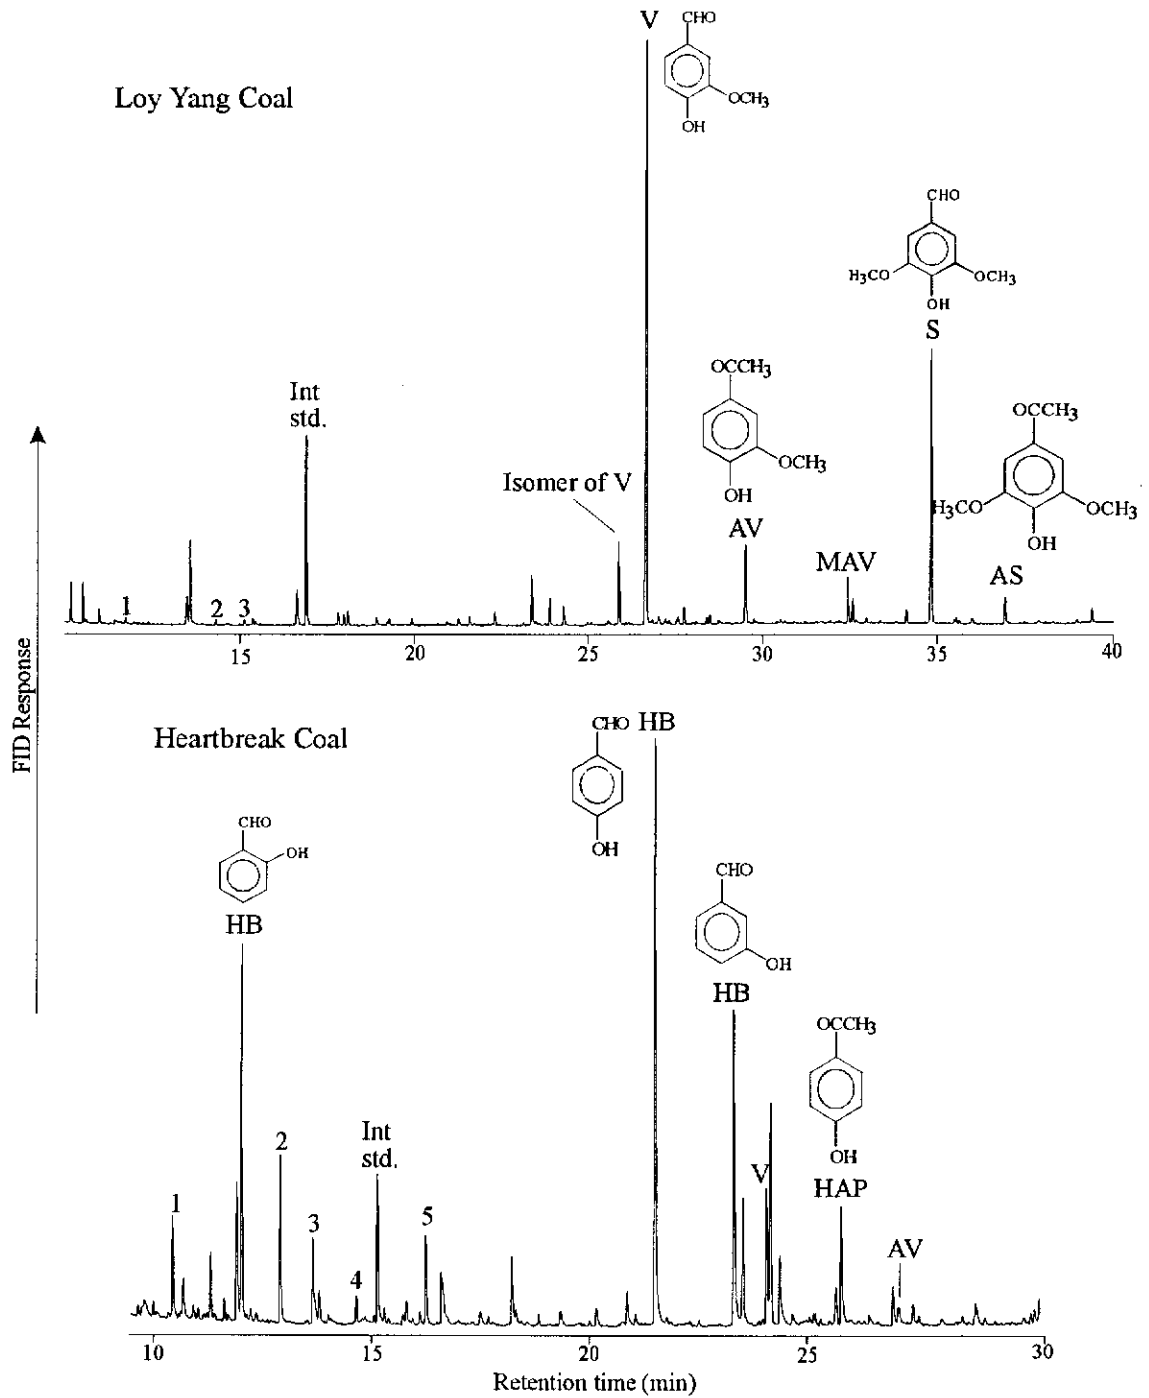 V
CHO
OCH3
OH
Loy Yang Coal
CHO
H3CO
OCH3
OH
S
Int
std.
OCCH3
OCH3
OH
AV
Isomer of V
OCCH3
H3CO
OCH3
OH
AS
MAV
1
2
3
15
20
25
30
35
40
FID Response
Heartbreak Coal
CHO
HB
OH
CHO
OH
HB
CHO
OH
HB
OCCH3
OH
HAP
Int
std.
1
2
3
4
5
V
AV
10
15
20
25
30
Retention time (min)